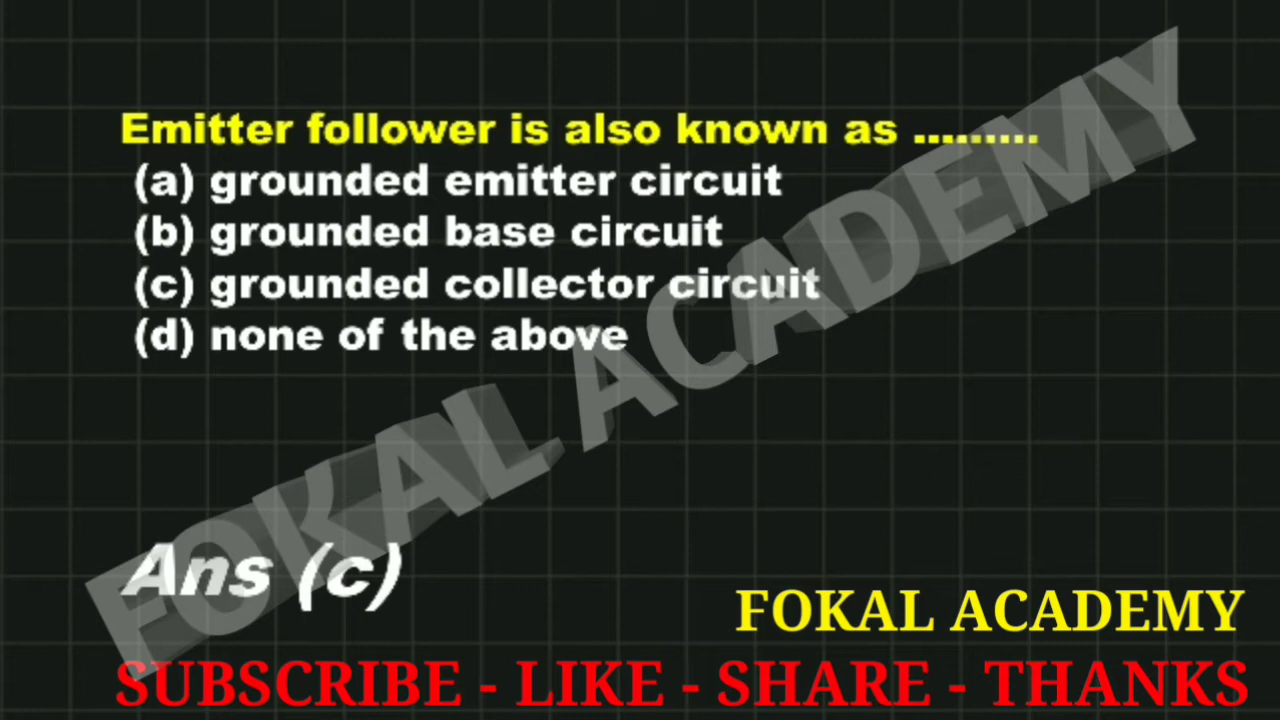 Emitter follower is also known as .........
(a) grounded emitter circuit
(b) grounded base circuit
(c) grounded collector circuit
(d) none of the above
FOKAL ACADEMY
Ans (c)
FOKAL ACADEMY
SUBSCRIBE - LIKE - SHARE - THANKS